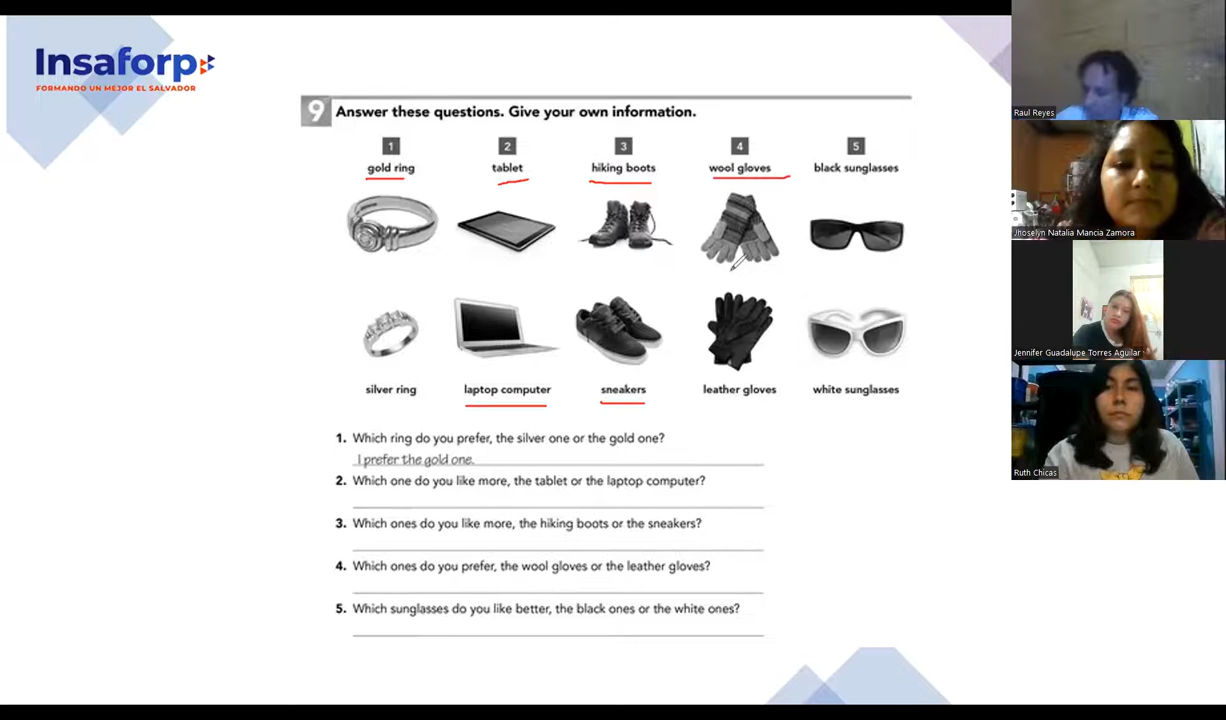 Insaforp
FORMANDO UN MEJOR EL SALVADOR
9 Answer these questions. Give your own information.
1 2 3 4 5
gold ring tablet hiking boots wool gloves black sunglasses
silver ring laptop computer sneakers leather gloves white sunglasses
1. Which ring do you prefer, the silver one or the gold one?
I prefer the gold one.
2. Which one do you like more, the tablet or the laptop computer?
3. Which ones do you like more, the hiking boots or the sneakers?
4. Which ones do you prefer, the wool gloves or the leather gloves?
5. Which sunglasses do you like better, the black ones or the white ones?
Raul Reyes
Jhoselyn Natalia Mancia Zamora
Jennifer Guadalupe Torres Aguilar
Ruth Chicas